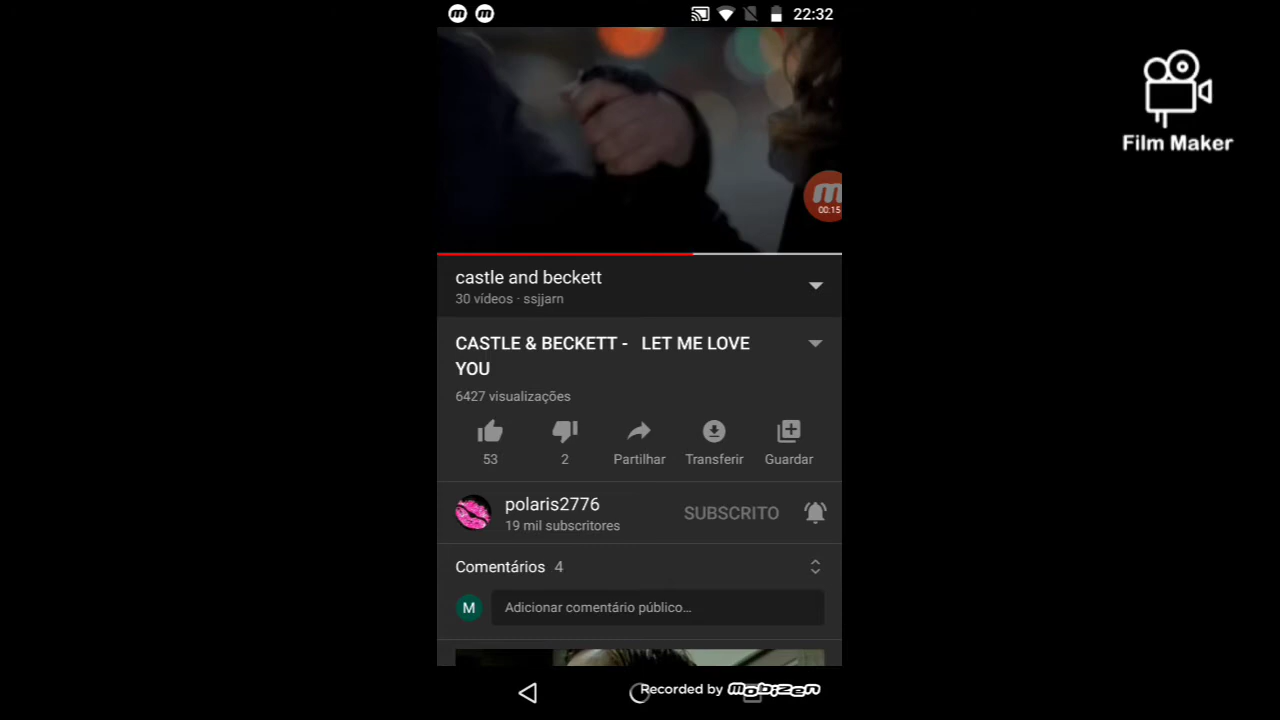 22:32
Film Maker
00:15
castle and beckett
30 vídeos · ssjjarn
CASTLE & BECKETT - LET ME LOVE
YOU
6427 visualizações
53
2
Partilhar
Transferir
Guardar
polaris2776
19 mil subscritores
SUBSCRITO
Comentários 4
M
Adicionar comentário público...
Recorded by mobizen